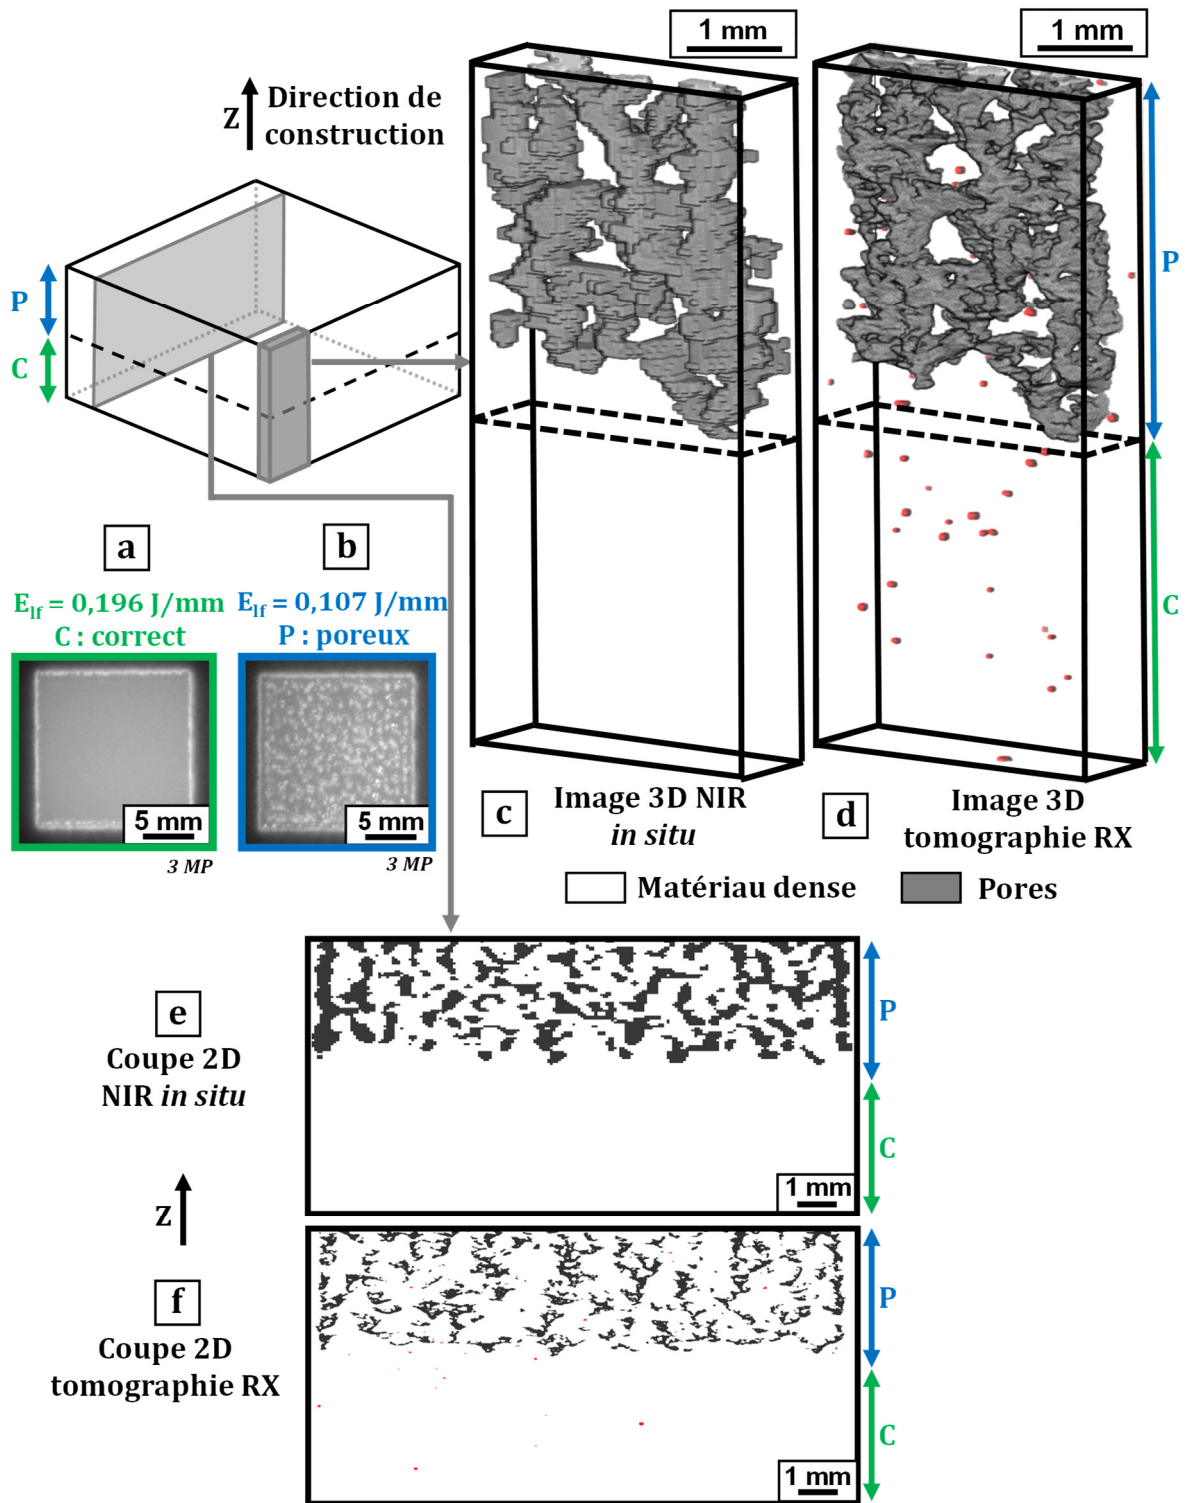 1 mm
1 mm
Z
Direction de
construction
P
C
P
C
a
b
E_lf = 0,196 J/mm
C : correct
E_lf = 0,107 J/mm
P : poreux
5 mm
5 mm
3 MP
3 MP
c
Image 3D NIR
in situ
d
Image 3D
tomographie RX
Matériau dense
Pores
e
Coupe 2D
NIR in situ
P
C
1 mm
Z
f
Coupe 2D
tomographie RX
P
C
1 mm